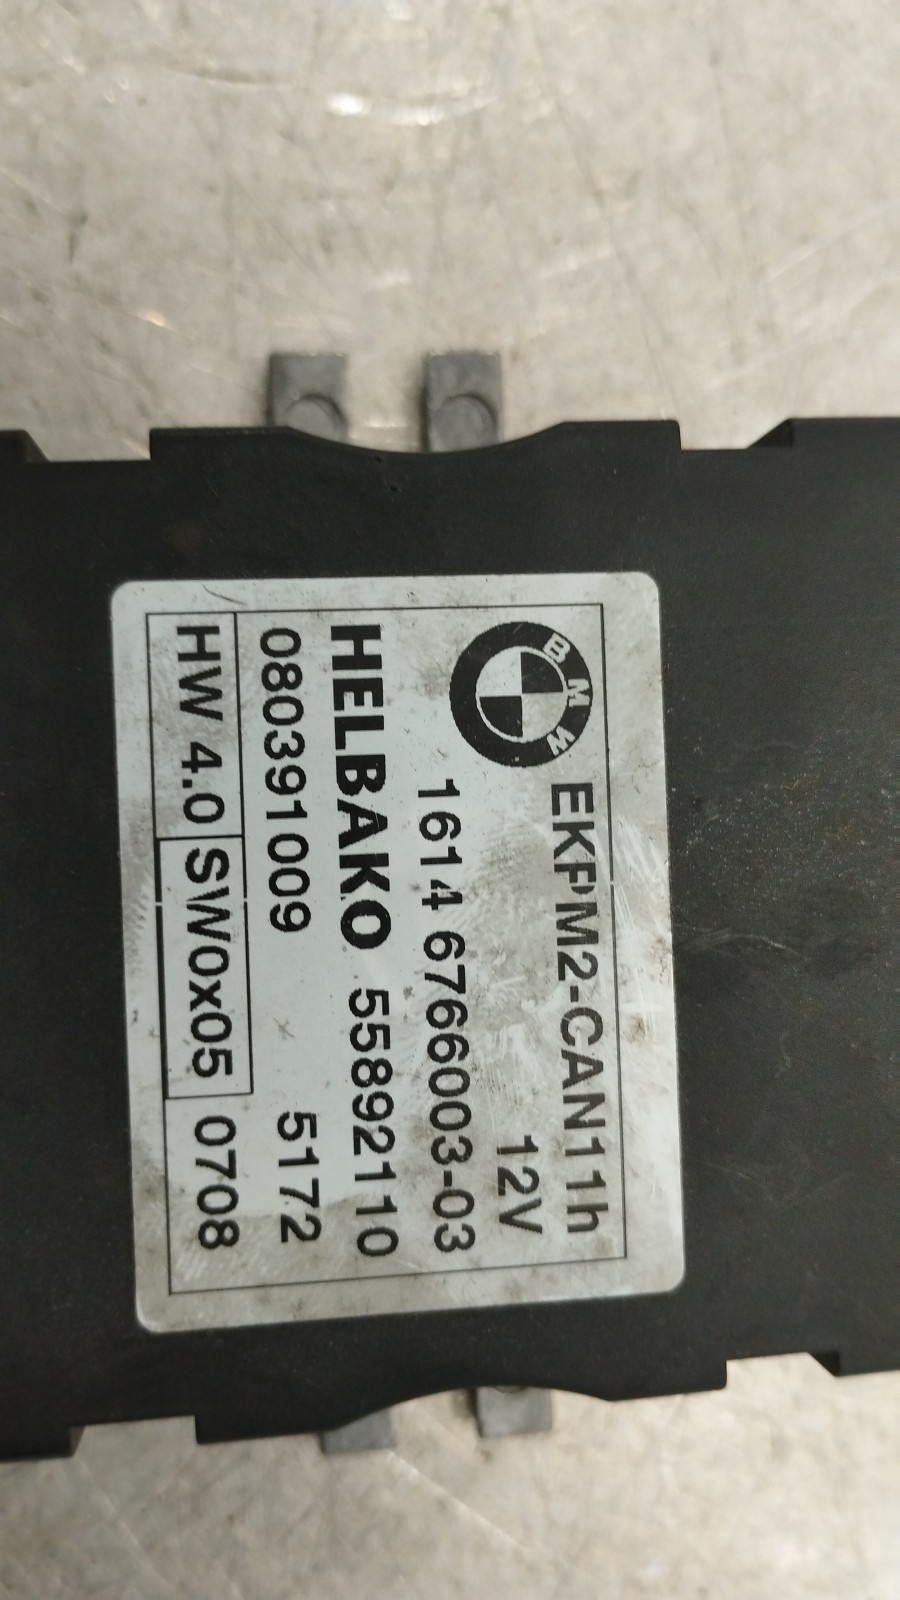 BMW
EKPM2-CAN11h
12V
1614 6766003-03
HELBAKO 55892110
080391009 5172
HW 4.0 SW0x05 0708